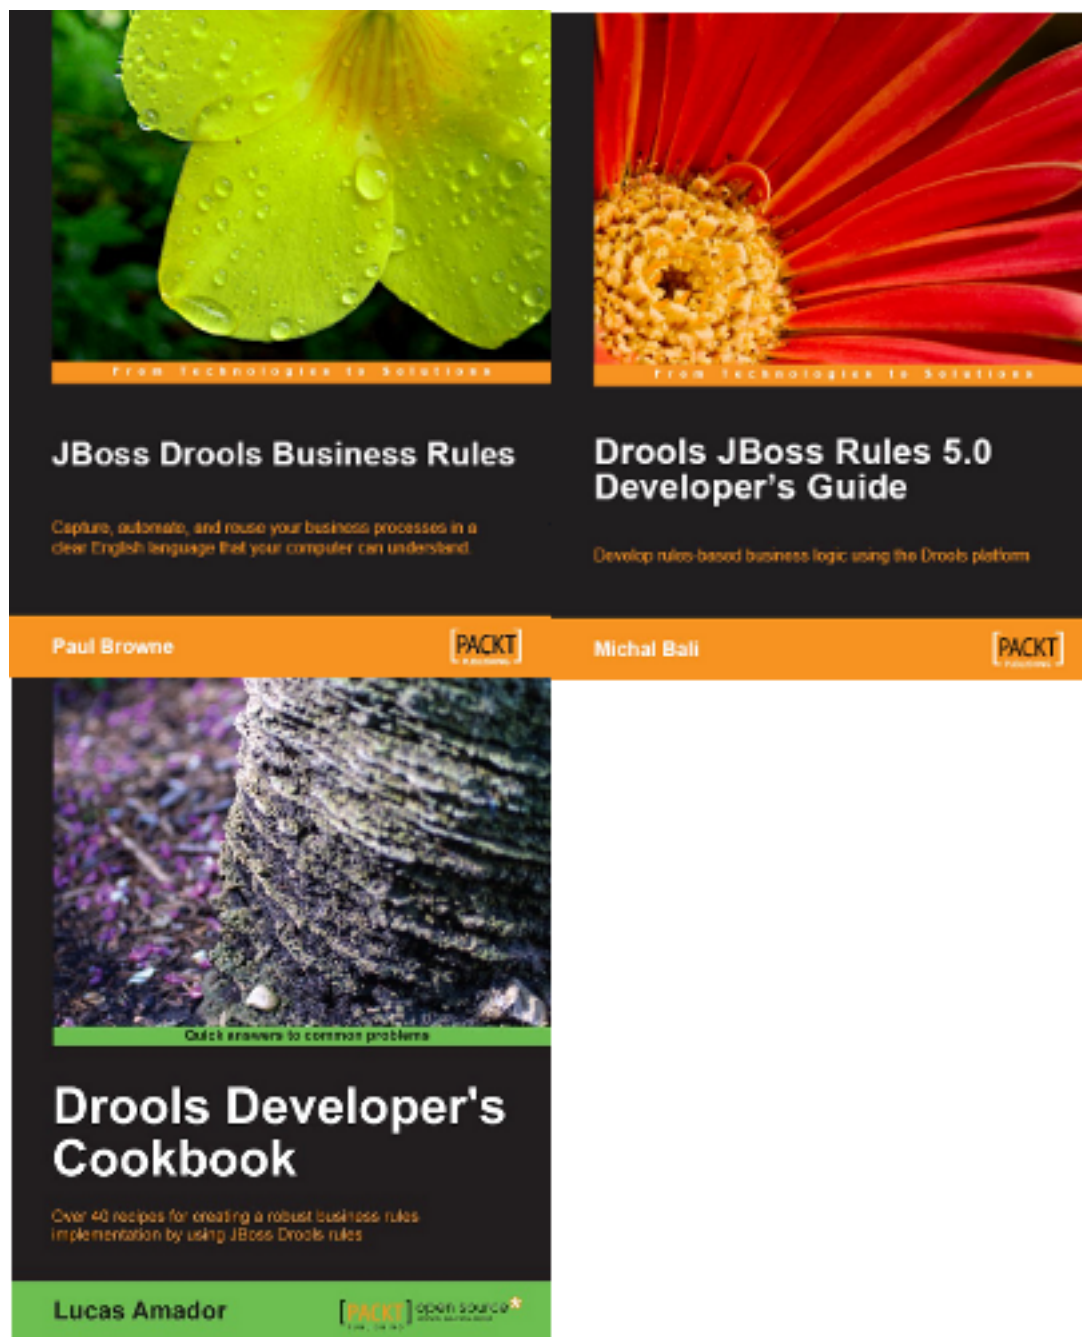 From Technologies to Solutions
JBoss Drools Business Rules
Capture, automate, and reuse your business processes in a
clear English language that your computer can understand.
Paul Browne
[PACKT]
PUBLISHING
From Technologies to Solutions
Drools JBoss Rules 5.0
Developer's Guide
Develop rules-based business logic using the Drools platform
Michal Bali
[PACKT]
PUBLISHING
Quick answers to common problems
Drools Developer's
Cookbook
Over 40 recipes for creating a robust business rules
implementation by using JBoss Drools rules
Lucas Amador
[PACKT] open source*
PUBLISHING